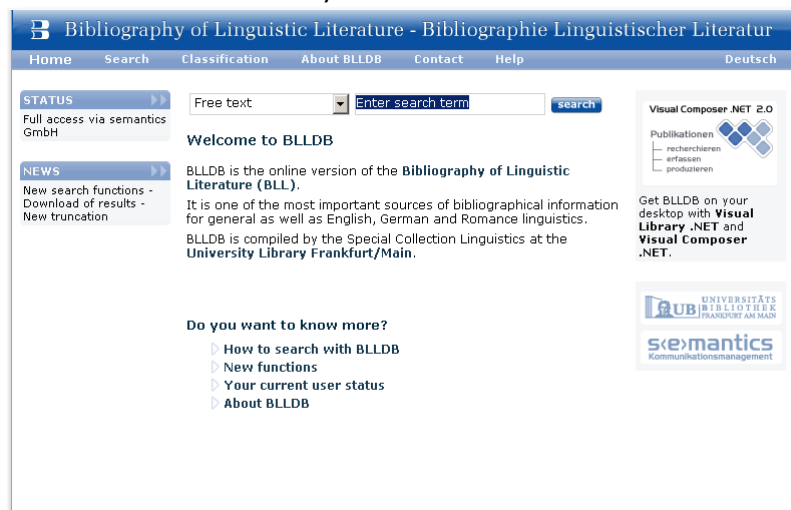 Bibliography of Linguistic Literature - Bibliographie Linguistischer Literatur
Home Search Classification About BLLDB Contact Help Deutsch
STATUS
Full access via semantics
GmbH
NEWS
New search functions -
Download of results -
New truncation
Free text Enter search term search
Welcome to BLLDB
BLLDB is the online version of the Bibliography of Linguistic
Literature (BLL).
It is one of the most important sources of bibliographical information
for general as well as English, German and Romance linguistics.
BLLDB is compiled by the Special Collection Linguistics at the
University Library Frankfurt/Main.
Do you want to know more?
How to search with BLLDB
New functions
Your current user status
About BLLDB
Visual Composer .NET 2.0
Publikationen
recherchieren
erfassen
produzieren
Get BLLDB on your
desktop with Visual
Library .NET and
Visual Composer
.NET.
UB UNIVERSITÄTS
BIBLIOTHEK
FRANKFURT AM MAIN
s<e>mantics
Kommunikationsmanagement